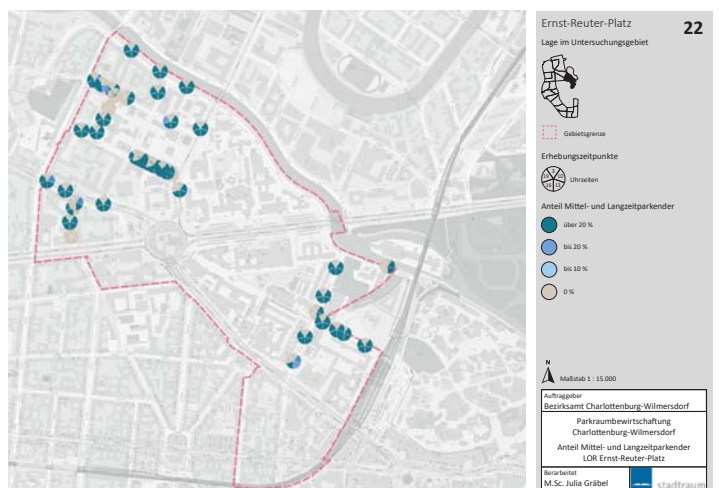 Ernst-Reuter-Platz
22
Lage im Untersuchungsgebiet
Gebietsgrenze
Erhebungszeitpunkte
Uhrzeiten
Anteil Mittel- und Langzeitparkender
über 20 %
bis 20 %
bis 10 %
0 %
N
Maßstab 1 : 15.000
Auftraggeber
Bezirksamt Charlottenburg-Wilmersdorf
Parkraumbewirtschaftung
Charlottenburg-Wilmersdorf
Anteil Mittel- und Langzeitparkender
LOR Ernst-Reuter-Platz
Berarbeitet
M.Sc. Julia Gräbel
stadtraum